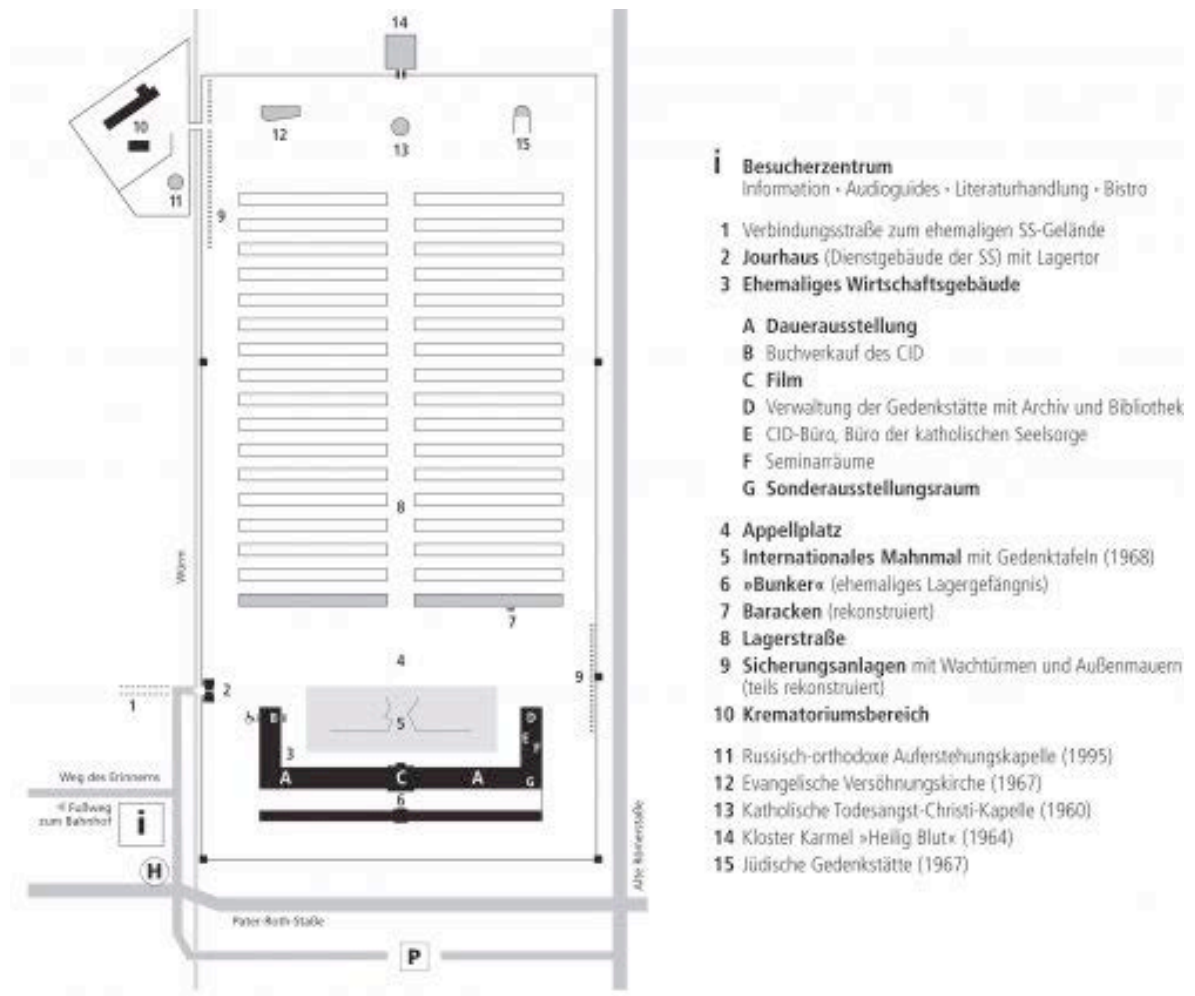 14
10
12
13
15
11
9
8
Würm
7
4
9
2
1
B
5
D
E
F
3
A
C
A
G
6
Weg des Erinnerns
Fußweg
zum Bahnhof
i
H
Alte Römerstaße
Pater-Roth-Staße
P
i Besucherzentrum
Information • Audioguides • Literaturhandlung • Bistro
1 Verbindungsstraße zum ehemaligen SS-Gelände
2 Jourhaus (Dienstgebäude der SS) mit Lagertor
3 Ehemaliges Wirtschaftsgebäude
A Dauerausstellung
B Buchverkauf des CID
C Film
D Verwaltung der Gedenkstätte mit Archiv und Bibliothek
E CID-Büro, Büro der katholischen Seelsorge
F Seminarräume
G Sonderausstellungsraum
4 Appellplatz
5 Internationales Mahnmal mit Gedenktafeln (1968)
6 »Bunker« (ehemaliges Lagergefängnis)
7 Baracken (rekonstruiert)
8 Lagerstraße
9 Sicherungsanlagen mit Wachtürmen und Außenmauern
(teils rekonstruiert)
10 Krematoriumsbereich
11 Russisch-orthodoxe Auferstehungskapelle (1995)
12 Evangelische Versöhnungskirche (1967)
13 Katholische Todesangst-Christi-Kapelle (1960)
14 Kloster Karmel »Heilig Blut« (1964)
15 Jüdische Gedenkstätte (1967)